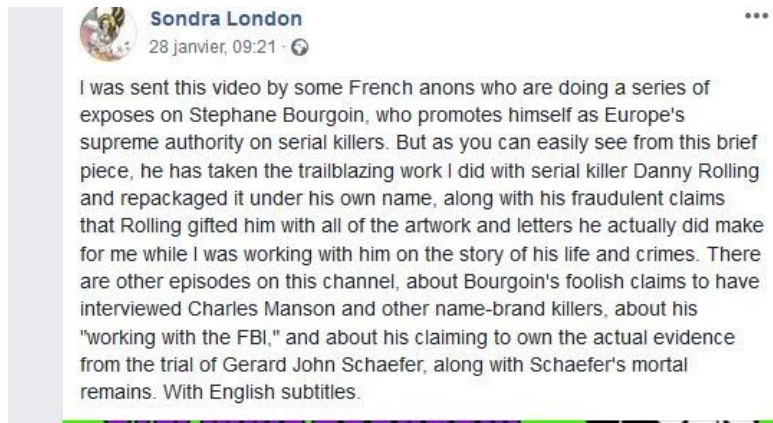 Sondra London
28 janvier, 09:21 ·
I was sent this video by some French anons who are doing a series of
exposes on Stephane Bourgoin, who promotes himself as Europe's
supreme authority on serial killers. But as you can easily see from this brief
piece, he has taken the trailblazing work I did with serial killer Danny Rolling
and repackaged it under his own name, along with his fraudulent claims
that Rolling gifted him with all of the artwork and letters he actually did make
for me while I was working with him on the story of his life and crimes. There
are other episodes on this channel, about Bourgoin's foolish claims to have
interviewed Charles Manson and other name-brand killers, about his
"working with the FBI," and about his claiming to own the actual evidence
from the trial of Gerard John Schaefer, along with Schaefer's mortal
remains. With English subtitles.